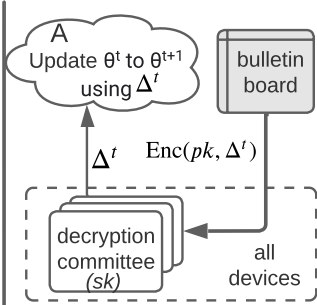 A
Update θᵗ to θᵗ⁺¹
using Δᵗ
bulletin
board
Δᵗ
Enc(pk, Δᵗ)
decryption
committee
(sk)
all
devices